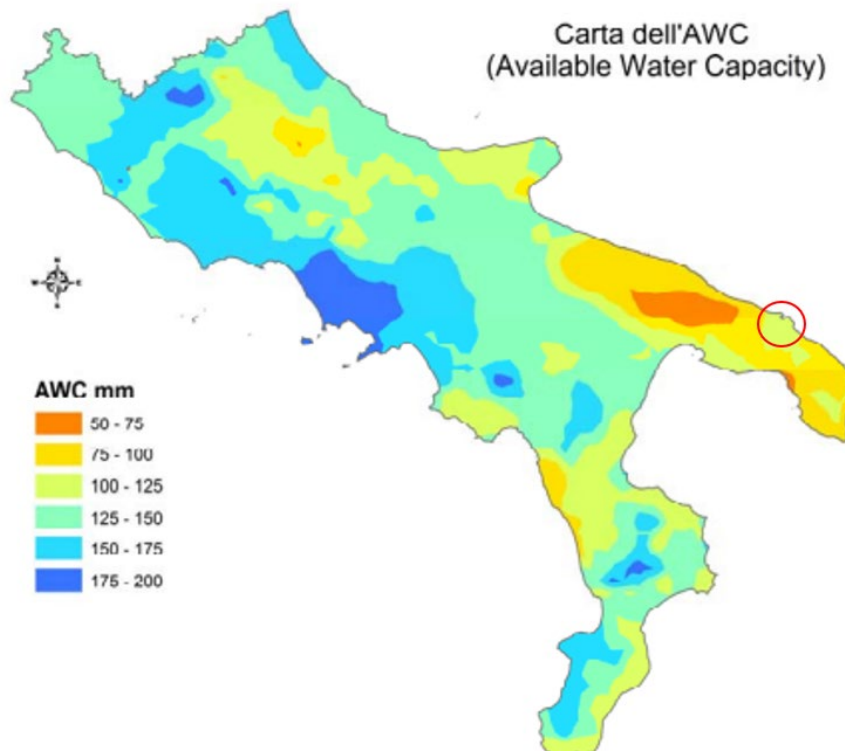 Carta dell'AWC
(Available Water Capacity)
N
W E
S
AWC mm
50 - 75
75 - 100
100 - 125
125 - 150
150 - 175
175 - 200